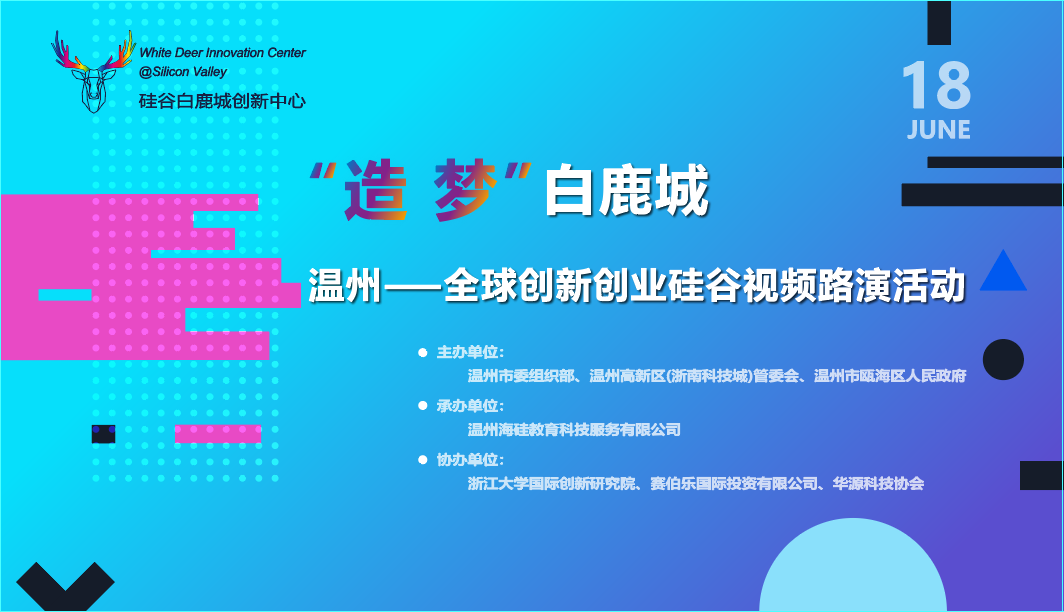 White Deer Innovation Center
@Silicon Valley
硅谷白鹿城创新中心
18
JUNE
“造 梦”白鹿城
温州——全球创新创业硅谷视频路演活动
主办单位：
温州市委组织部、温州高新区(浙南科技城)管委会、温州市瓯海区人民政府
承办单位：
温州海硅教育科技服务有限公司
协办单位：
浙江大学国际创新研究院、赛伯乐国际投资有限公司、华源科技协会